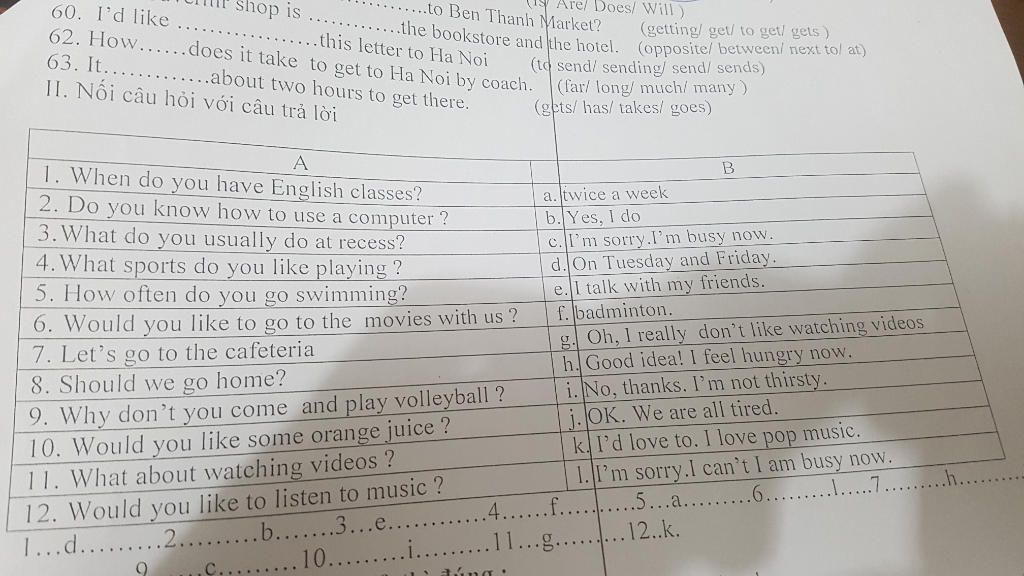 to Ben Thanh Market? (Is/ Are/ Does/ Will )
60. I'd like ..................this letter to Ha Noi (to send/ sending/ send/ sends)
shop is .............the bookstore and the hotel. (opposite/ between/ next to/ at)
(getting/ get/ to get/ gets )
62. How......does it take to get to Ha Noi by coach. (far/ long/ much/ many )
63. It.............about two hours to get there. (gets/ has/ takes/ goes)
II. Nối câu hỏi với câu trả lời
A B
1. When do you have English classes? a. twice a week
2. Do you know how to use a computer ? b. Yes, I do
3. What do you usually do at recess? c. I'm sorry.I'm busy now.
4. What sports do you like playing ? d. On Tuesday and Friday.
5. How often do you go swimming? e. I talk with my friends.
6. Would you like to go to the movies with us ? f. badminton.
7. Let's go to the cafeteria g. Oh, I really don't like watching videos
8. Should we go home? h. Good idea! I feel hungry now.
9. Why don't you come and play volleyball ? i. No, thanks. I'm not thirsty.
10. Would you like some orange juice ? j. OK. We are all tired.
11. What about watching videos ? k. I'd love to. I love pop music.
12. Would you like to listen to music ? l. I'm sorry.I can't I am busy now.
1...d.........2.........b.......3...e............4......f.........5...a........6.........l.....7.........h.........
9......c.........10.........i.........11...g.........12..k.